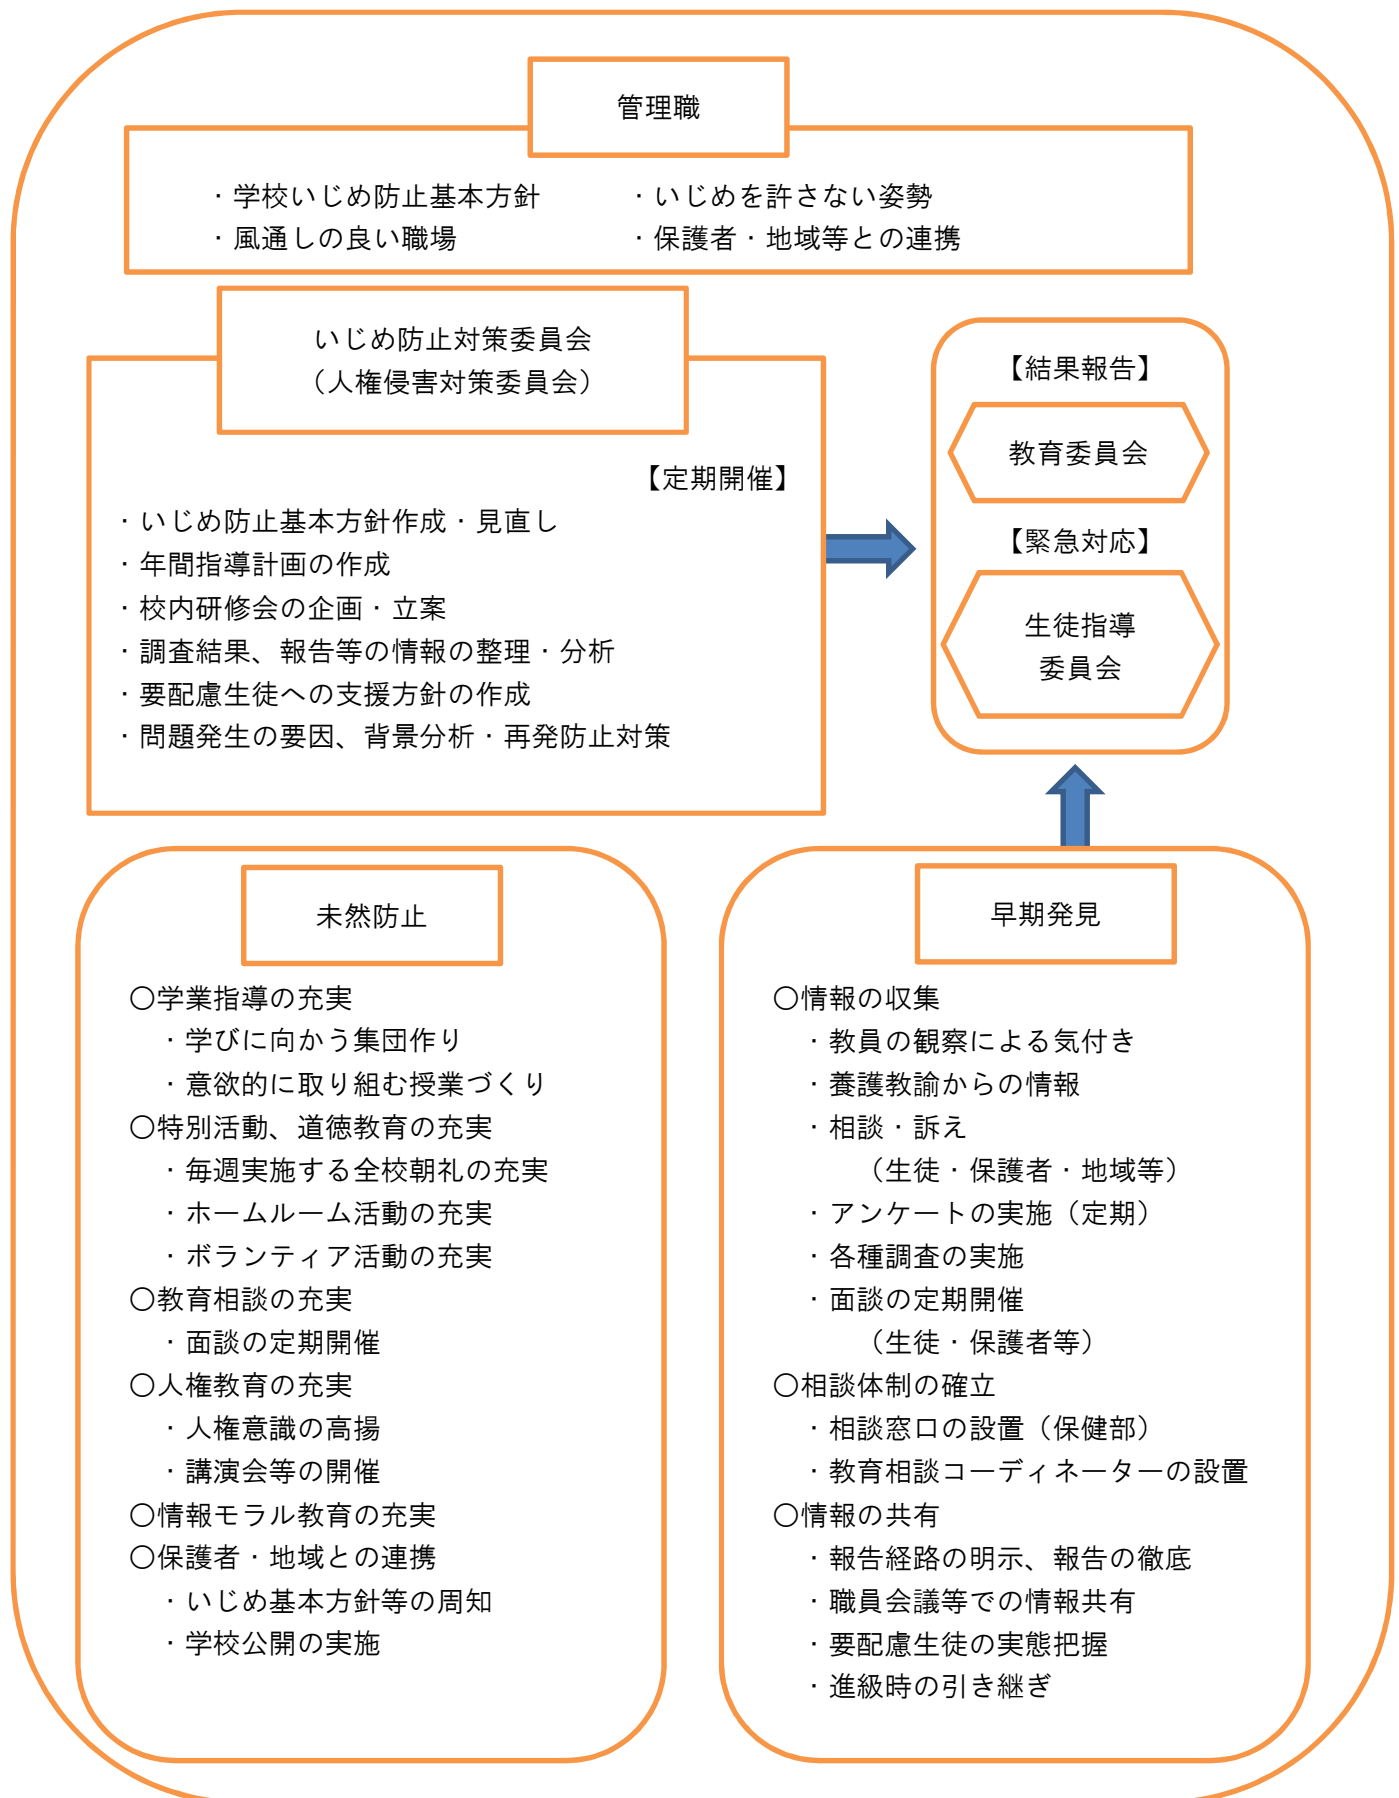 管理職
・学校いじめ防止基本方針　　　・いじめを許さない姿勢
・風通しの良い職場　　　　　　・保護者・地域等との連携
いじめ防止対策委員会
（人権侵害対策委員会）
【定期開催】
・いじめ防止基本方針作成・見直し
・年間指導計画の作成
・校内研修会の企画・立案
・調査結果、報告等の情報の整理・分析
・要配慮生徒への支援方針の作成
・問題発生の要因、背景分析・再発防止対策
【結果報告】
教育委員会
【緊急対応】
生徒指導
委員会
未然防止
〇学業指導の充実
・学びに向かう集団作り
・意欲的に取り組む授業づくり
〇特別活動、道徳教育の充実
・毎週実施する全校朝礼の充実
・ホームルーム活動の充実
・ボランティア活動の充実
〇教育相談の充実
・面談の定期開催
〇人権教育の充実
・人権意識の高揚
・講演会等の開催
〇情報モラル教育の充実
〇保護者・地域との連携
・いじめ基本方針等の周知
・学校公開の実施
早期発見
〇情報の収集
・教員の観察による気付き
・養護教諭からの情報
・相談・訴え
（生徒・保護者・地域等）
・アンケートの実施（定期）
・各種調査の実施
・面談の定期開催
（生徒・保護者等）
〇相談体制の確立
・相談窓口の設置（保健部）
・教育相談コーディネーターの設置
〇情報の共有
・報告経路の明示、報告の徹底
・職員会議等での情報共有
・要配慮生徒の実態把握
・進級時の引き継ぎ